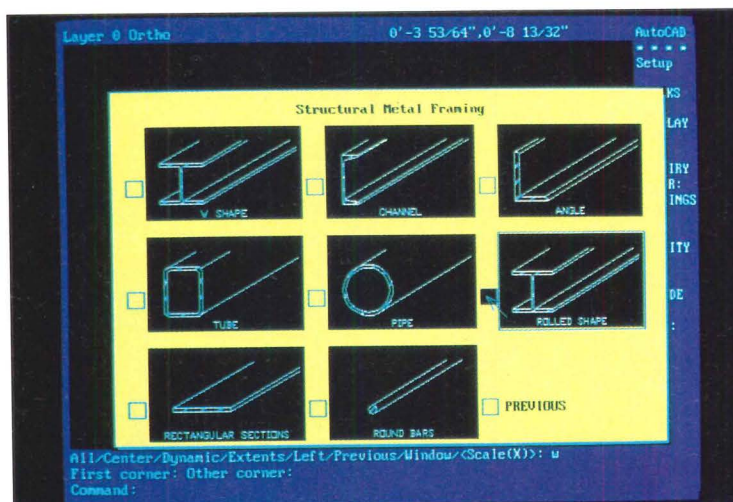 Layer 0 Ortho 0'-3 53/64",0'-8 13/32" AutoCAD
* * * *
Setup
KS
LAY
IRY
R:
INGS
ITY
DE
:
Structural Metal Framing
W SHAPE
CHANNEL
ANGLE
TUBE
PIPE
ROLLED SHAPE
RECTANGULAR SECTIONS
ROUND BARS
PREVIOUS
All/Center/Dynamic/Extents/Left/Previous/Window/<Scale(X)>: w
First corner: Other corner:
Command: